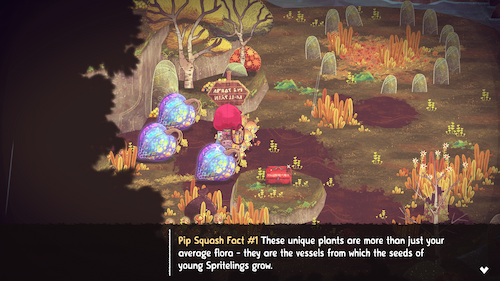 Pip Squash Fact #1 These unique plants are more than just your
average flora - they are the vessels from which the seeds of
young Spritelings grow.